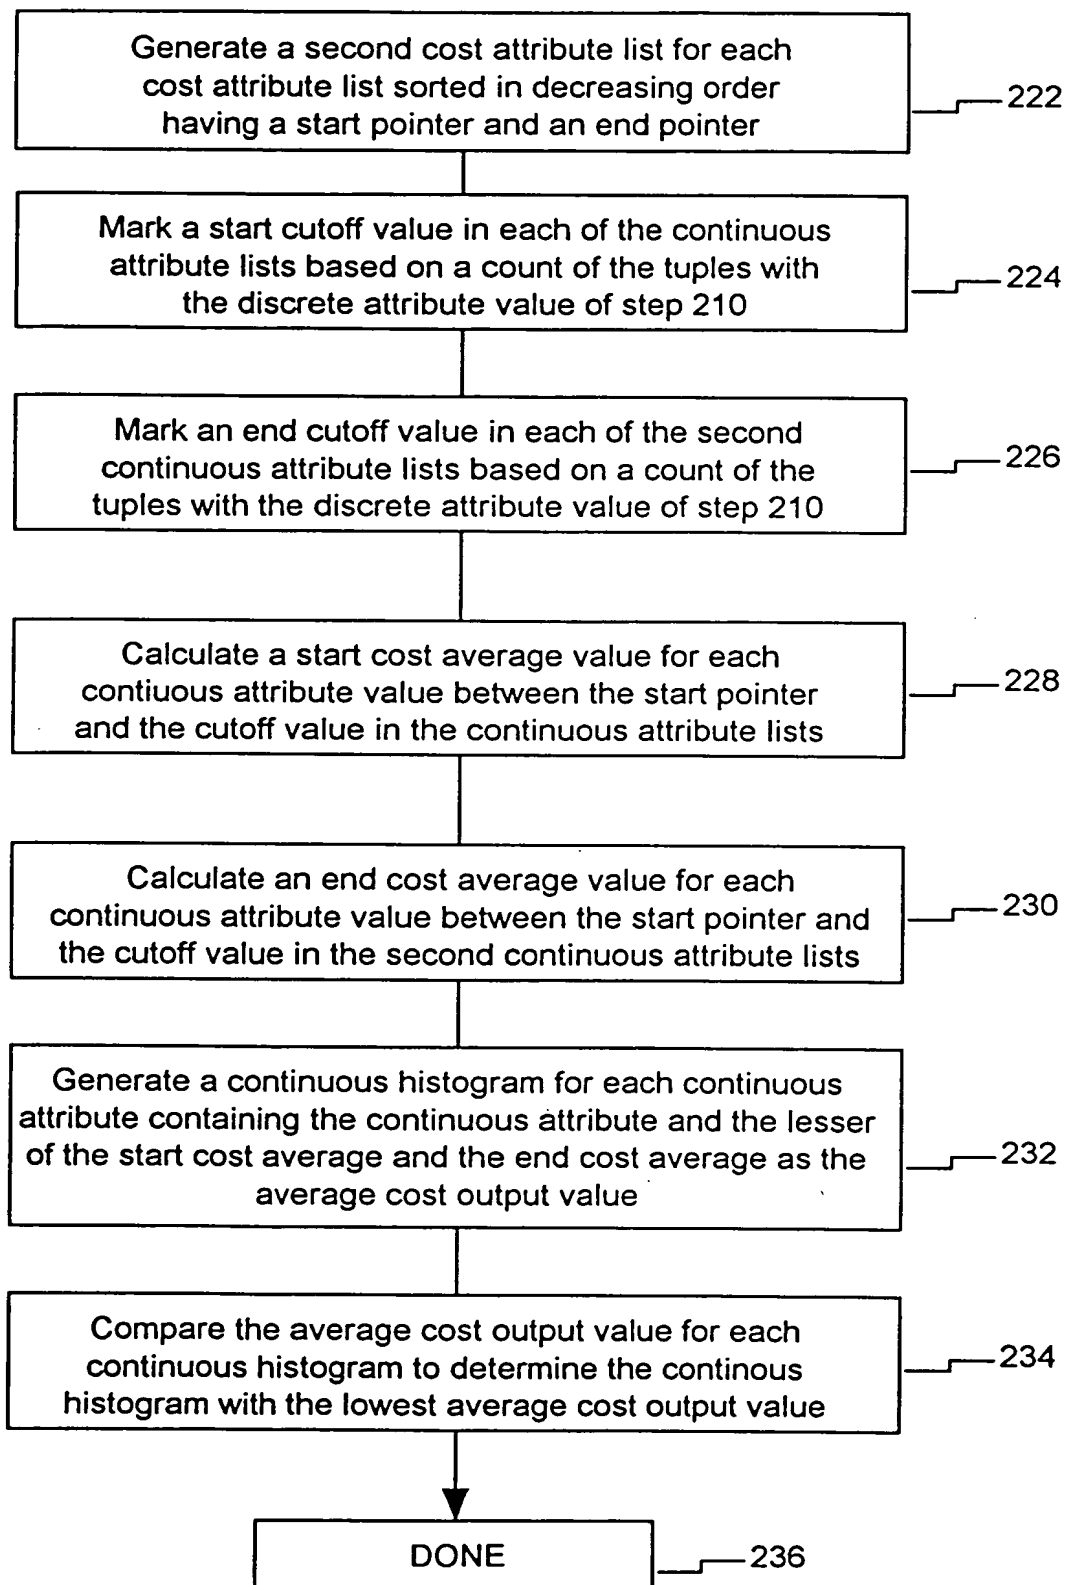 Generate a second cost attribute list for each
cost attribute list sorted in decreasing order
having a start pointer and an end pointer
222
Mark a start cutoff value in each of the continuous
attribute lists based on a count of the tuples with
the discrete attribute value of step 210
224
Mark an end cutoff value in each of the second
continuous attribute lists based on a count of the
tuples with the discrete attribute value of step 210
226
Calculate a start cost average value for each
contiuous attribute value between the start pointer
and the cutoff value in the continuous attribute lists
228
Calculate an end cost average value for each
continuous attribute value between the start pointer and
the cutoff value in the second continuous attribute lists
230
Generate a continuous histogram for each continuous
attribute containing the continuous attribute and the lesser
of the start cost average and the end cost average as the
average cost output value
232
Compare the average cost output value for each
continuous histogram to determine the continous
histogram with the lowest average cost output value
234
DONE
236